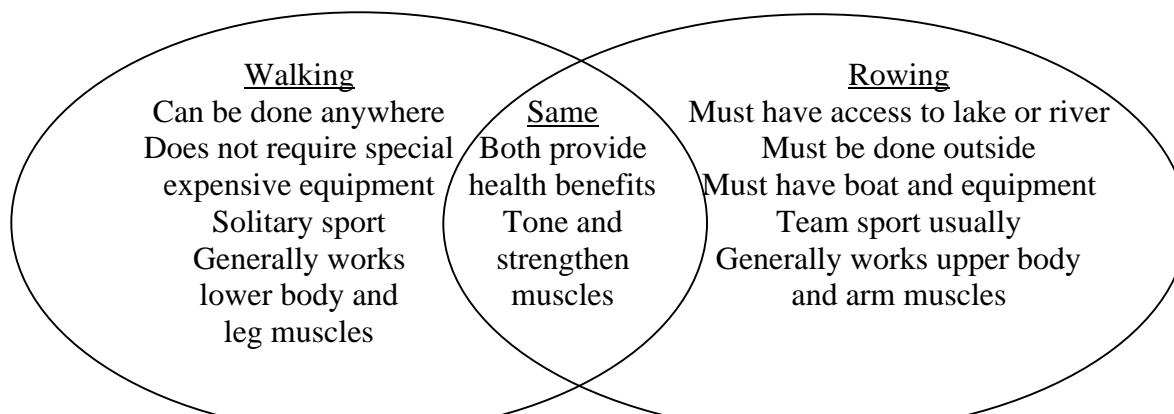 Walking
Can be done anywhere
Does not require special
expensive equipment
Solitary sport
Generally works
lower body and
leg muscles
Same
Both provide
health benefits
Tone and
strengthen
muscles
Rowing
Must have access to lake or river
Must be done outside
Must have boat and equipment
Team sport usually
Generally works upper body
and arm muscles